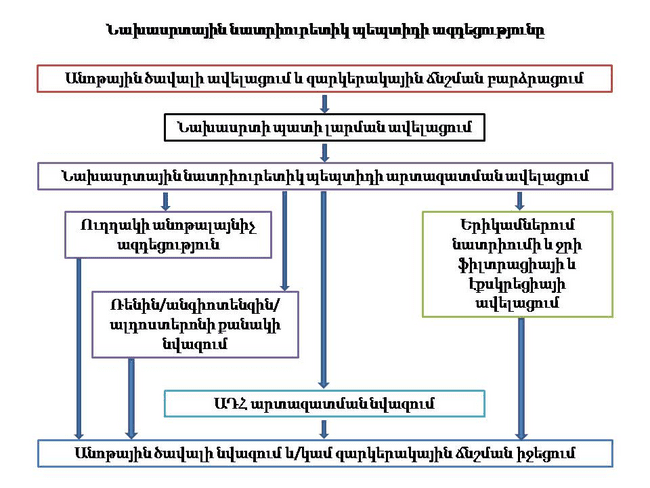 Նախասրտային նատրիուրետիկ պեպտիդի ազդեցությունը
Անոթային ծավալի ավելացում և զարկերակային ճնշման բարձրացում
Նախասրտի պատի լարման ավելացում
Նախասրտային նատրիուրետիկ պեպտիդի արտազատման ավելացում
Ուղղակի անոթալայնիչ
ազդեցություն
Երիկամներում
նատրիումի և ջրի
ֆիլտրացիայի և
էքսկրեցիայի
ավելացում
Ռենին/անգիոտենզին/
ալդոստերոնի քանակի
նվազում
ԱԴՀ արտազատման նվազում
Անոթային ծավալի նվազում և/կամ զարկերակային ճնշման իջեցում